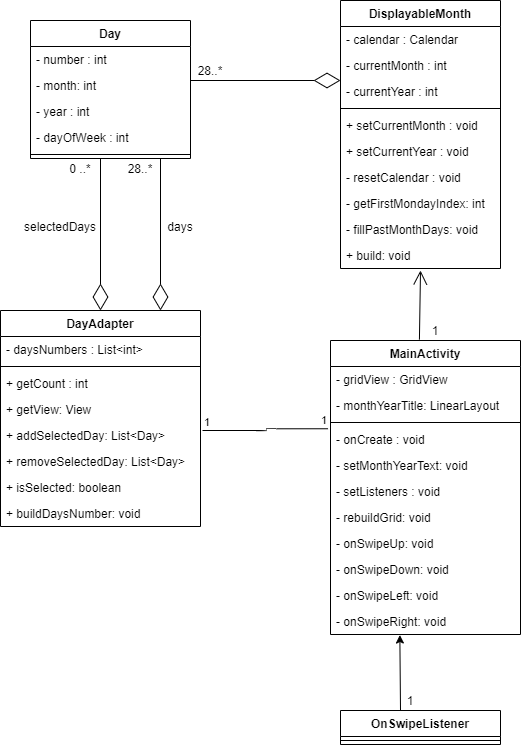 Day
- number : int
- month: int
- year : int
- dayOfWeek : int
28..*
DisplayableMonth
- calendar : Calendar
- currentMonth : int
- currentYear : int
+ setCurrentMonth : void
+ setCurrentYear : void
- resetCalendar : void
- getFirstMondayIndex: int
- fillPastMonthDays: void
+ build: void
0 ..*
28..*
selectedDays
days
DayAdapter
- daysNumbers : List<int>
+ getCount : int
+ getView: View
+ addSelectedDay: List<Day>
+ removeSelectedDay: List<Day>
+ isSelected: boolean
+ buildDaysNumber: void
1
1
1
MainActivity
- gridView : GridView
- monthYearTitle: LinearLayout
- onCreate : void
- setMonthYearText: void
- setListeners : void
- rebuildGrid: void
- onSwipeUp: void
- onSwipeDown: void
- onSwipeLeft: void
- onSwipeRight: void
1
OnSwipeListener